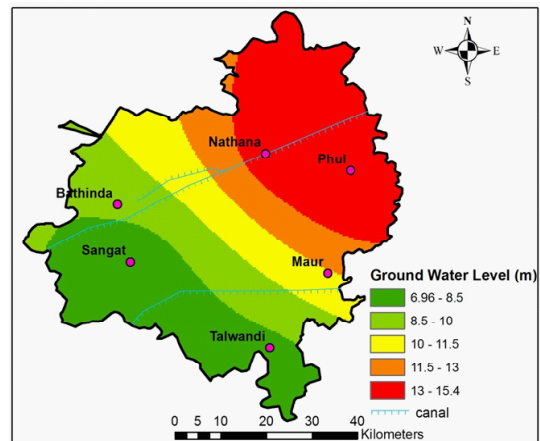 N
W E
S
Nathana
Phul
Bathinda
Sangat
Maur
Talwandi
Ground Water Level (m)
6.96 - 8.5
8.5 - 10
10 - 11.5
11.5 - 13
13 - 15.4
canal
0 5 10 20 30 40
Kilometers